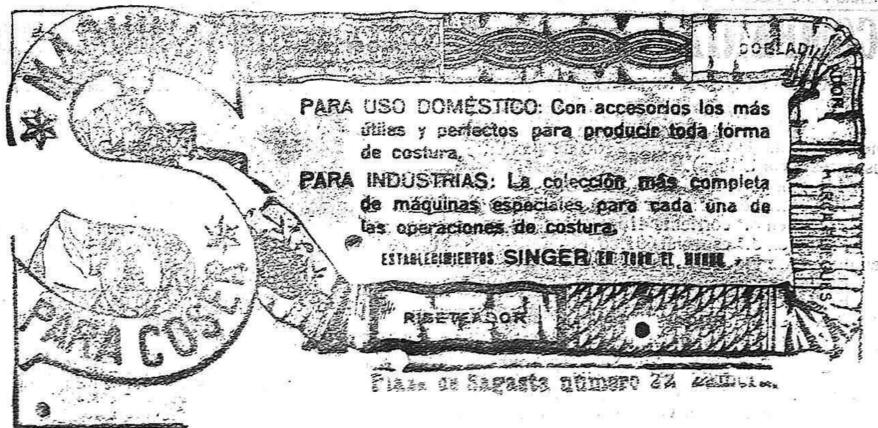 MAQUINAS
PARA COSER
DOBLADILLADOR
PARA USO DOMÉSTICO: Con accesorios los más
útiles y perfectos para producir toda forma
de costura.
PARA INDUSTRIAS: La colección más completa
de máquinas especiales para cada una de
las operaciones de costura.
ESTABLECIMIENTOS SINGER EN TODO EL MUNDO
RIBETEADOR
Plaza de Sagasta número 22